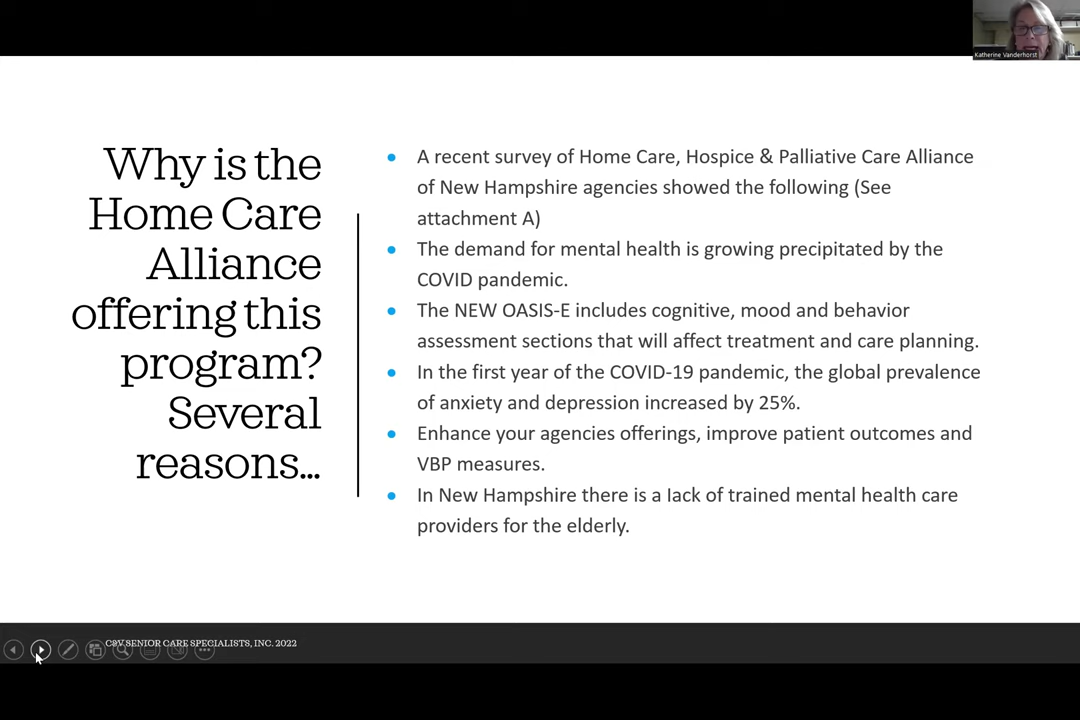 Katherine Vanderhorst
Why is the
Home Care
Alliance
offering this
program?
Several
reasons...
A recent survey of Home Care, Hospice & Palliative Care Alliance
of New Hampshire agencies showed the following (See
attachment A)
The demand for mental health is growing precipitated by the
COVID pandemic.
The NEW OASIS-E includes cognitive, mood and behavior
assessment sections that will affect treatment and care planning.
In the first year of the COVID-19 pandemic, the global prevalence
of anxiety and depression increased by 25%.
Enhance your agencies offerings, improve patient outcomes and
VBP measures.
In New Hampshire there is a lack of trained mental health care
providers for the elderly.
C&V SENIOR CARE SPECIALISTS, INC. 2022